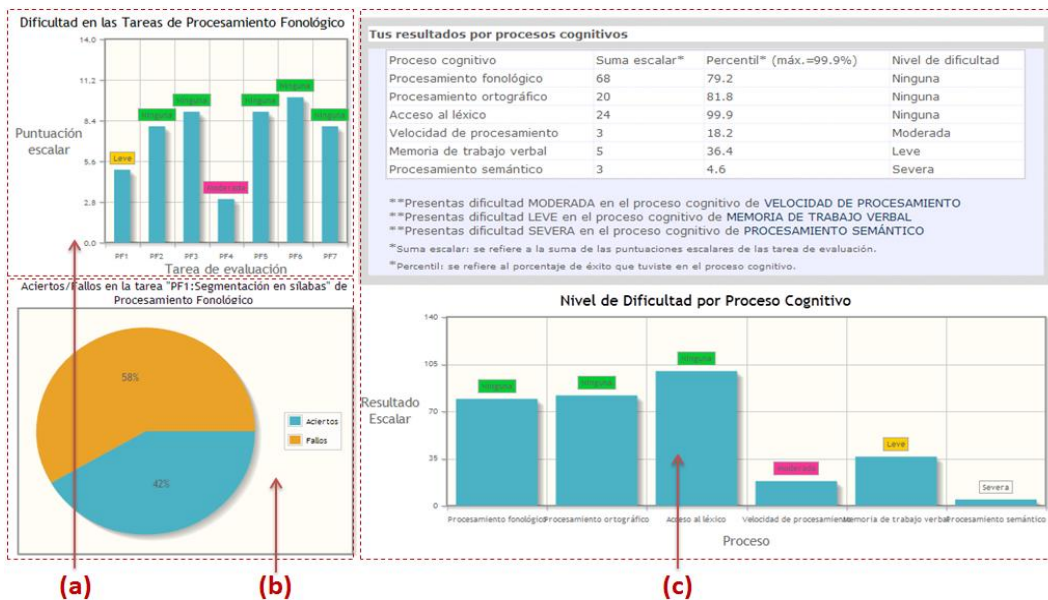 Dificultad en las Tareas de Procesamiento Fonológico
14.0
11.2
8.4
5.6
2.8
0.0
Puntuación
escalar
Leve
Ninguna
Ninguna
Moderada
Ninguna
Ninguna
Ninguna
PF1 PF2 PF3 PF4 PF5 PF6 PF7
Tarea de evaluación
Aciertos/Fallos en la tarea "PF1:Segmentación en sílabas" de
Procesamiento Fonológico
58%
42%
Aciertos
Fallos
Tus resultados por procesos cognitivos
Proceso cognitivo Suma escalar* Percentil* (máx.=99.9%) Nivel de dificultad
Procesamiento fonológico 68 79.2 Ninguna
Procesamiento ortográfico 20 81.8 Ninguna
Acceso al léxico 24 99.9 Ninguna
Velocidad de procesamiento 3 18.2 Moderada
Memoria de trabajo verbal 5 36.4 Leve
Procesamiento semántico 3 4.6 Severa
**Presentas dificultad MODERADA en el proceso cognitivo de VELOCIDAD DE PROCESAMIENTO
**Presentas dificultad LEVE en el proceso cognitivo de MEMORIA DE TRABAJO VERBAL
**Presentas dificultad SEVERA en el proceso cognitivo de PROCESAMIENTO SEMÁNTICO
*Suma escalar: se refiere a la suma de las puntuaciones escalares de las tarea de evaluación.
*Percentil: se refiere al porcentaje de éxito que tuviste en el proceso cognitivo.
Nivel de Dificultad por Proceso Cognitivo
140
105
70
35
0
Resultado
Escalar
Ninguna
Ninguna
Ninguna
Moderada
Leve
Severa
Procesamiento fonológico Procesamiento ortográfico Acceso al léxico Velocidad de procesamiento Memoria de trabajo verbal Procesamiento semántico
Proceso
(a) (b) (c)